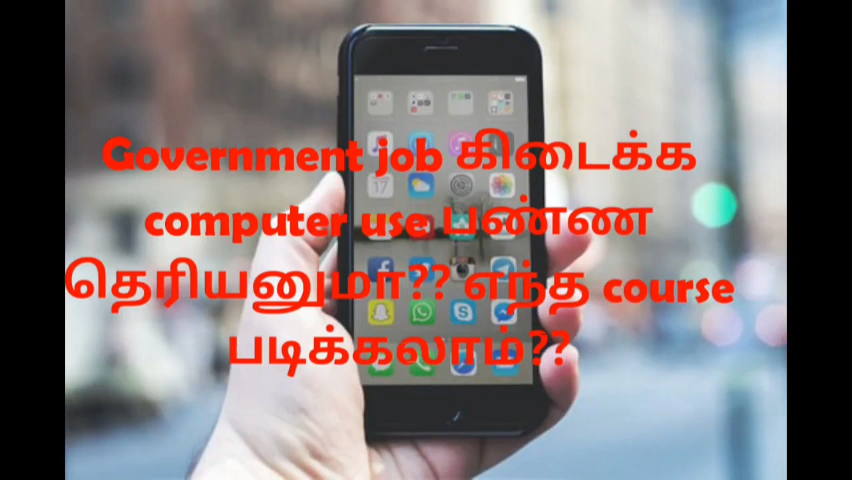 Government job கிடைக்க
computer use பண்ண
தெரியனுமா?? எந்த course
படிக்கலாம்??